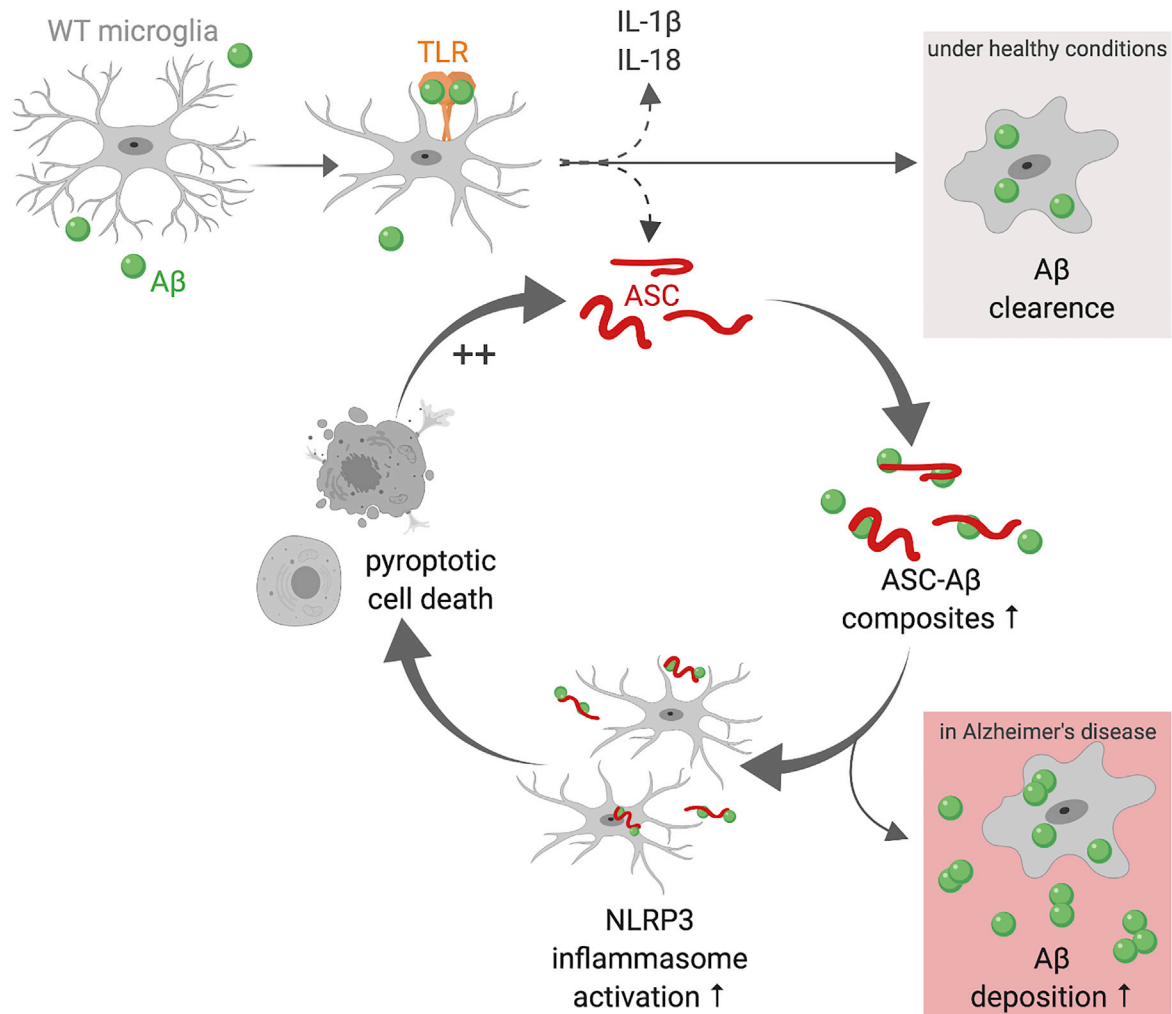 WT microglia
Aβ
TLR
IL-1β
IL-18
under healthy conditions
Aβ
clearence
ASC
++
ASC-Aβ
composites ↑
pyroptotic
cell death
NLRP3
inflammasome
activation ↑
in Alzheimer's disease
Aβ
deposition ↑